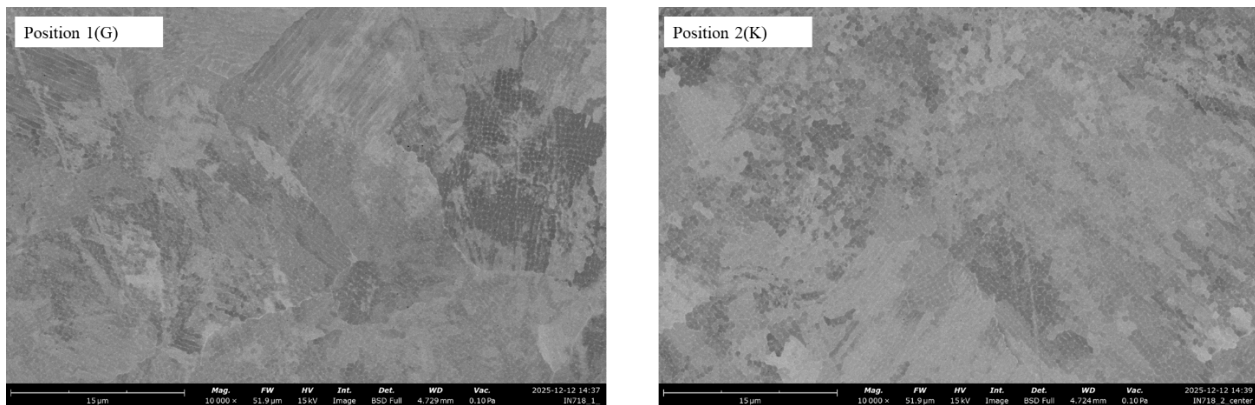 Position 1(G)
Mag. FW HV Int. Det. WD Vac. 2025-12-12 14:37
15 µm 10 000 × 51.9 µm 15 kV Image BSD Full 4.729 mm 0.10 Pa IN718_1_
Position 2(K)
Mag. FW HV Int. Det. WD Vac. 2025-12-12 14:39
15 µm 10 000 × 51.9 µm 15 kV Image BSD Full 4.724 mm 0.10 Pa IN718_2_center